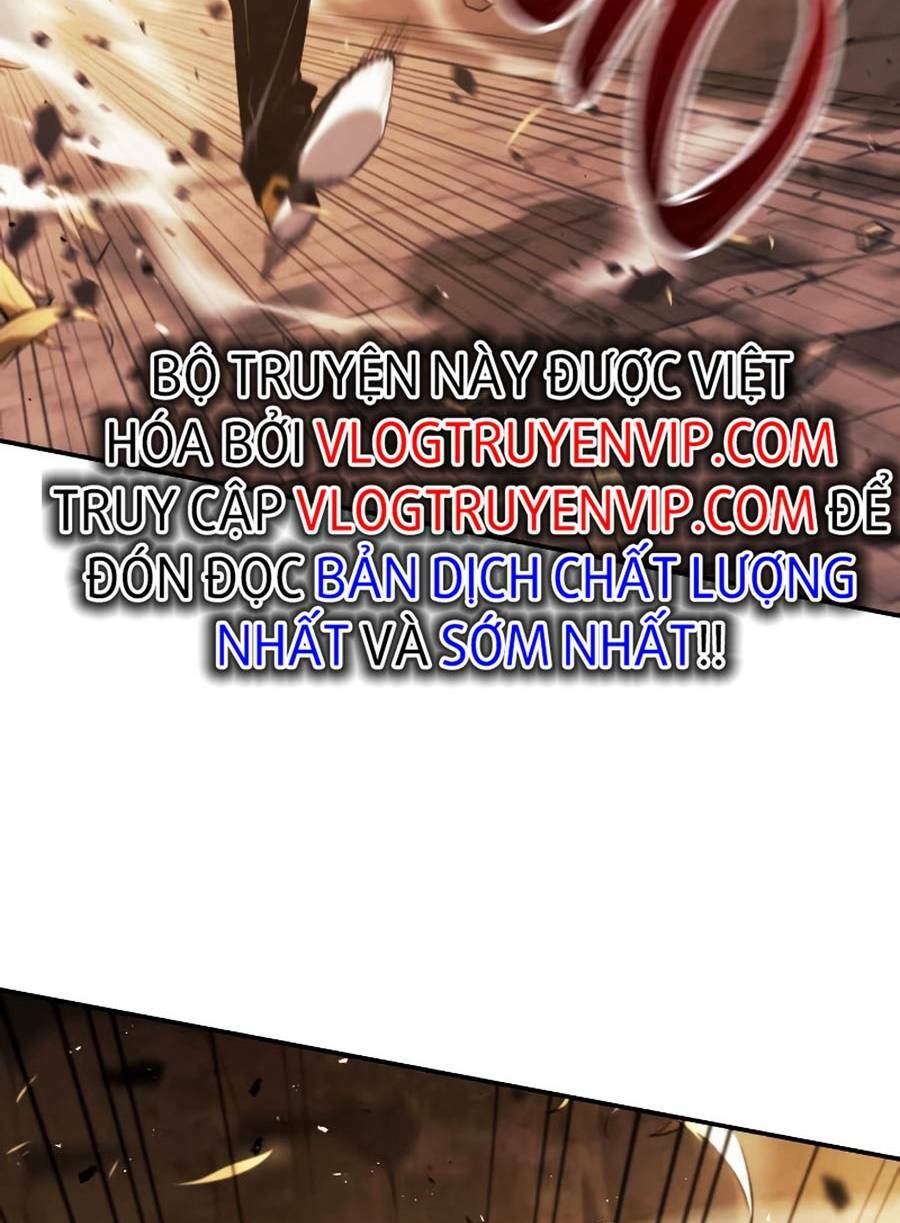 BỘ TRUYỆN NÀY ĐƯỢC VIỆT
HÓA BỞI VLOGTRUYENVIP.COM
TRUY CẬP VLOGTRUYENVIP.COM ĐỂ
ĐÓN ĐỌC BẢN DỊCH CHẤT LƯỢNG
NHẤT VÀ SỚM NHẤT!!